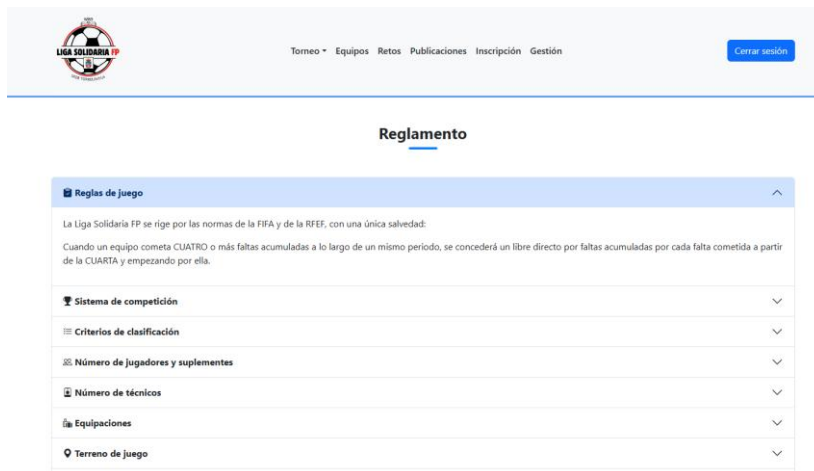 LIGA SOLIDARIA FP
Torneo Equipos Retos Publicaciones Inscripción Gestión
Cerrar sesión
Reglamento
Reglas de juego
La Liga Solidaria FP se rige por las normas de la FIFA y de la RFEF, con una única salvedad:
Cuando un equipo cometa CUATRO o más faltas acumuladas a lo largo de un mismo periodo, se concederá un libre directo por faltas acumuladas por cada falta cometida a partir
de la CUARTA y empezando por ella.
Sistema de competición
Criterios de clasificación
Número de jugadores y suplementes
Número de técnicos
Equipaciones
Terreno de juego